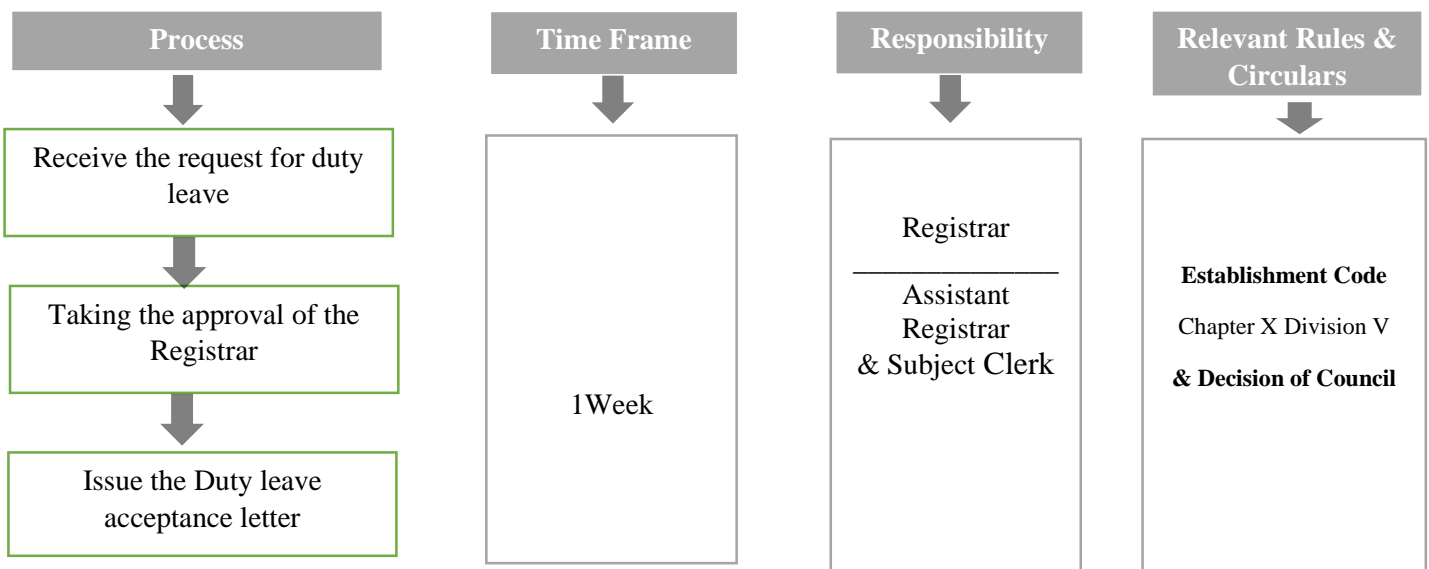 Process
Receive the request for duty
leave
Taking the approval of the
Registrar
Issue the Duty leave
acceptance letter
Time Frame
1Week
Responsibility
Registrar
_______________
Assistant
Registrar
& Subject Clerk
Relevant Rules &
Circulars
Establishment Code
Chapter X Division V
& Decision of Council